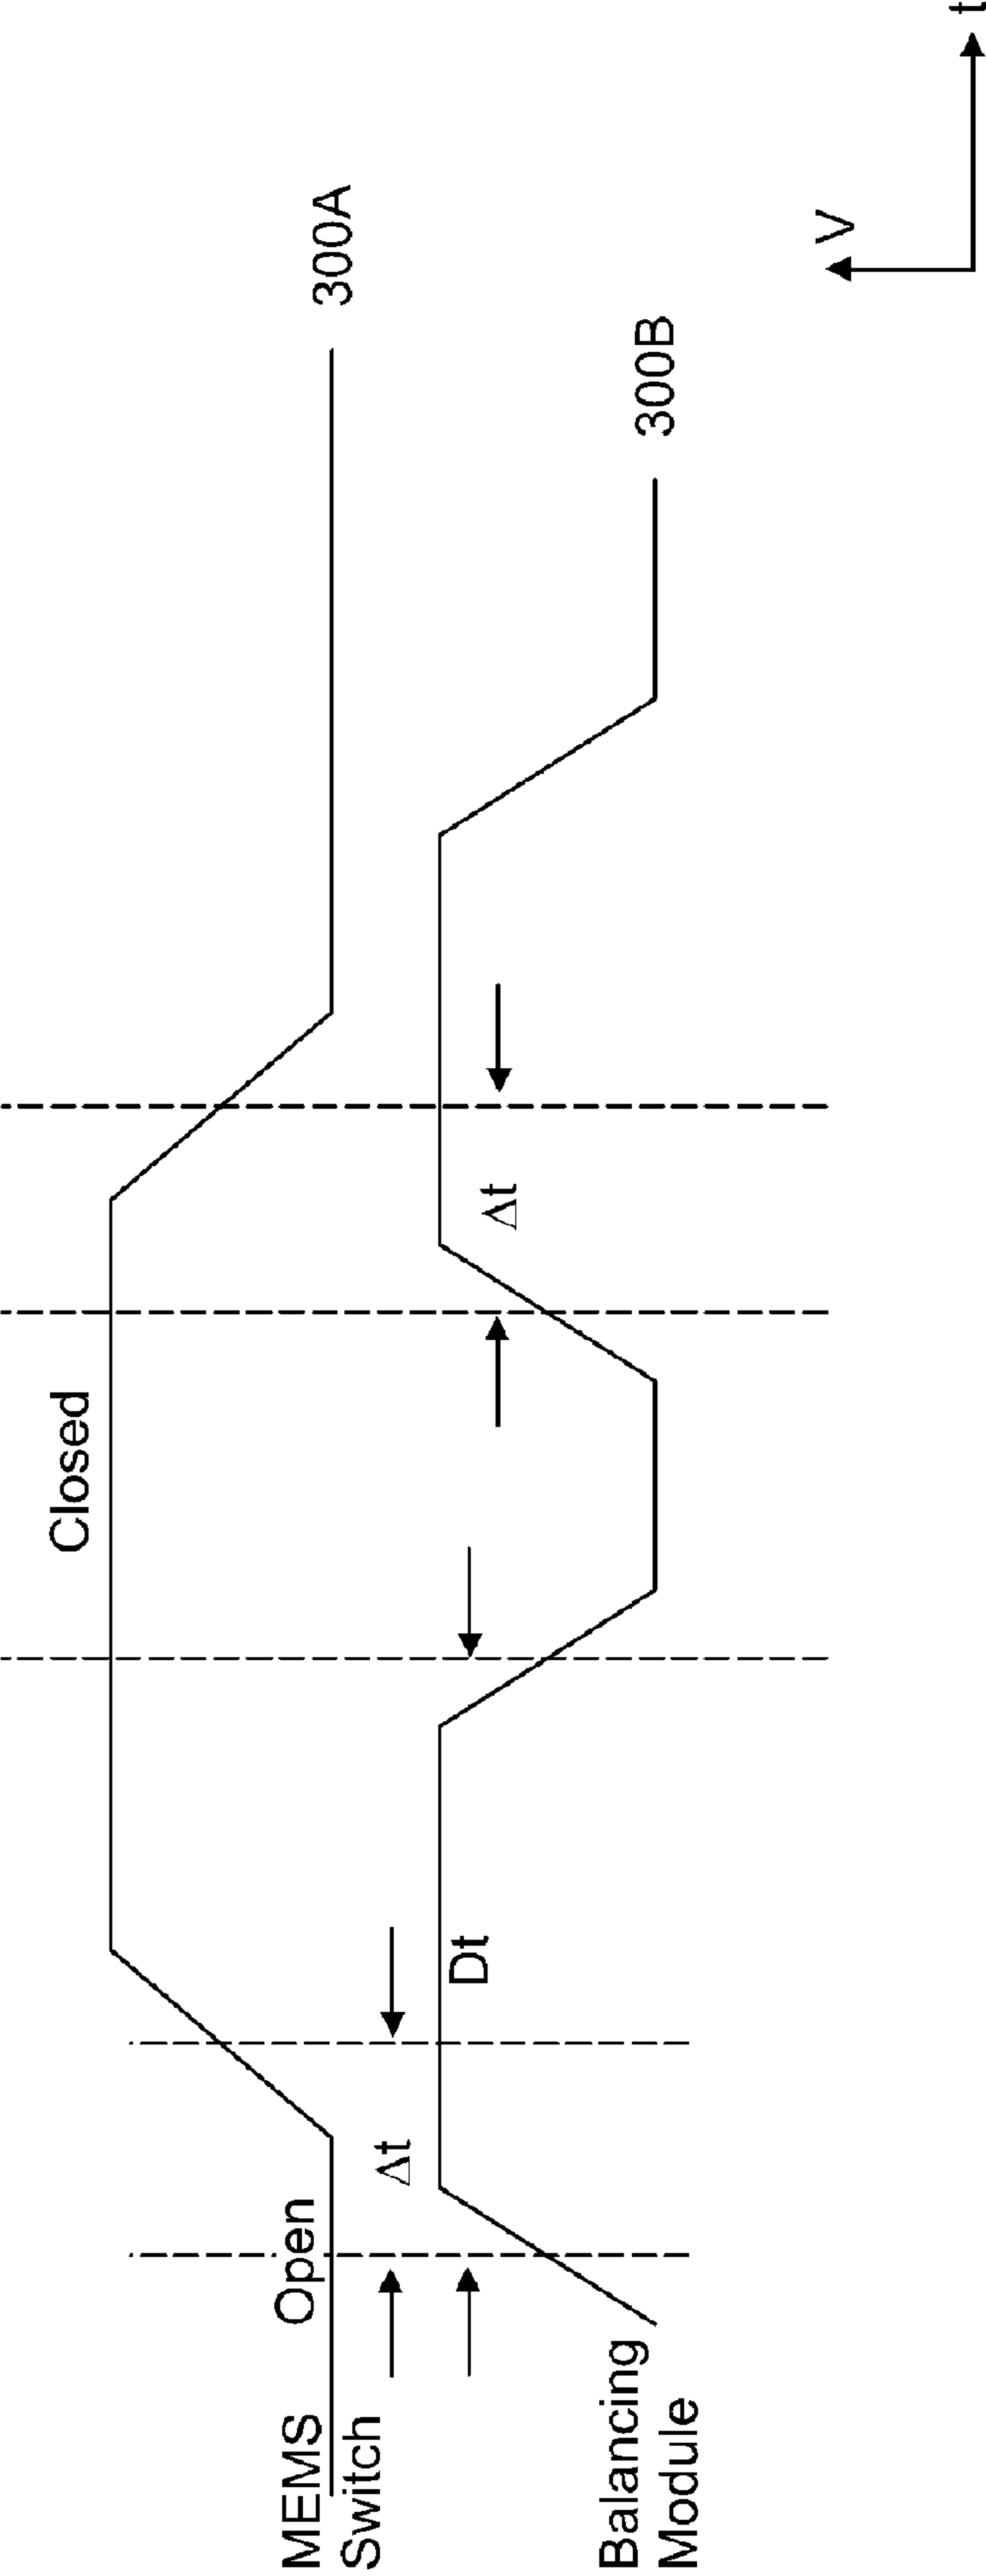 Closed
Open
MEMS
Switch
300A
Δt
Dt
Δt
Balancing
Module
300B
V
t